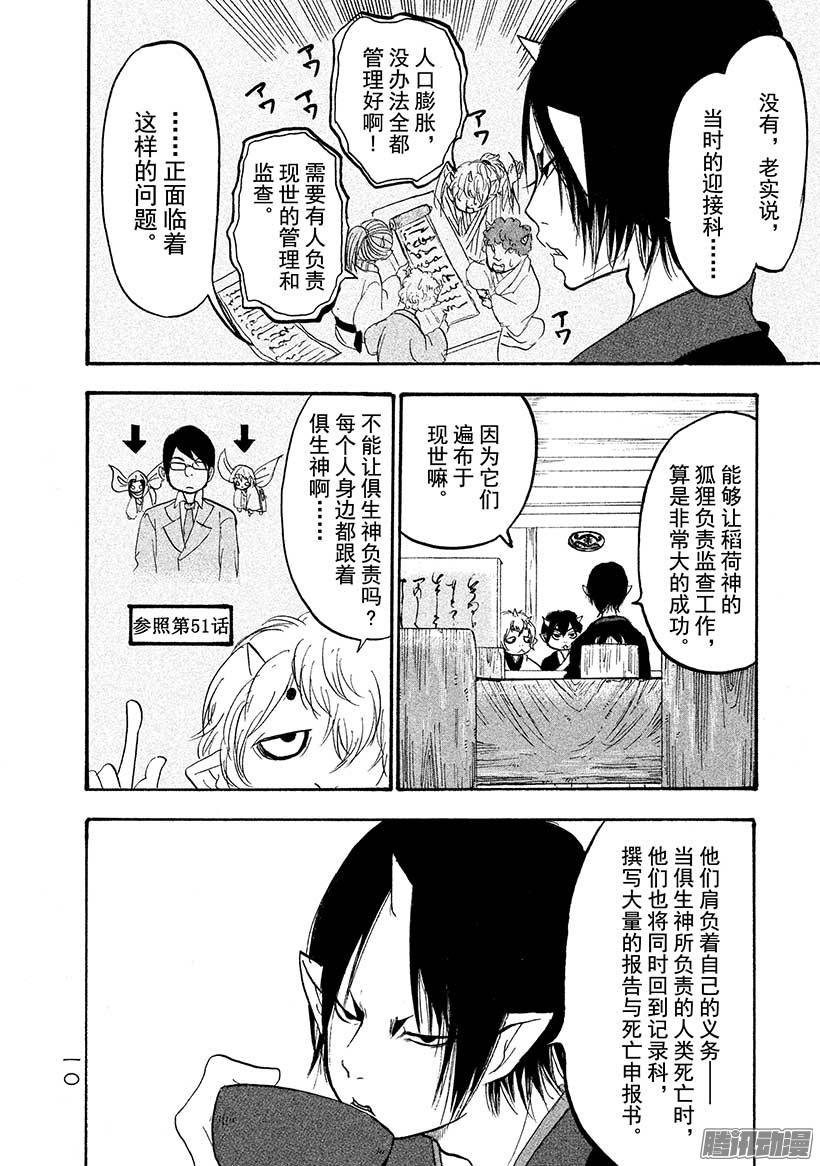 没有，老实说，
当时的迎接科……
アワ
人口膨胀，
没办法全都
管理好啊！
アワ
アワ
需要有人负责
现世的管理和
监查。
……正面临着
这样的问题。
能够让稻荷神的
狐狸负责监查工作，
算是非常大的成功。
因为它们
遍布于
现世嘛。
不能让俱生神负责吗？
每个人身边都跟着
俱生神啊……
参照第51话
他们肩负着自己的义务——
当俱生神所负责的人类死亡时，
他们也将同时回到记录科，
撰写大量的报告与死亡申报书。
一〇
腾讯动漫